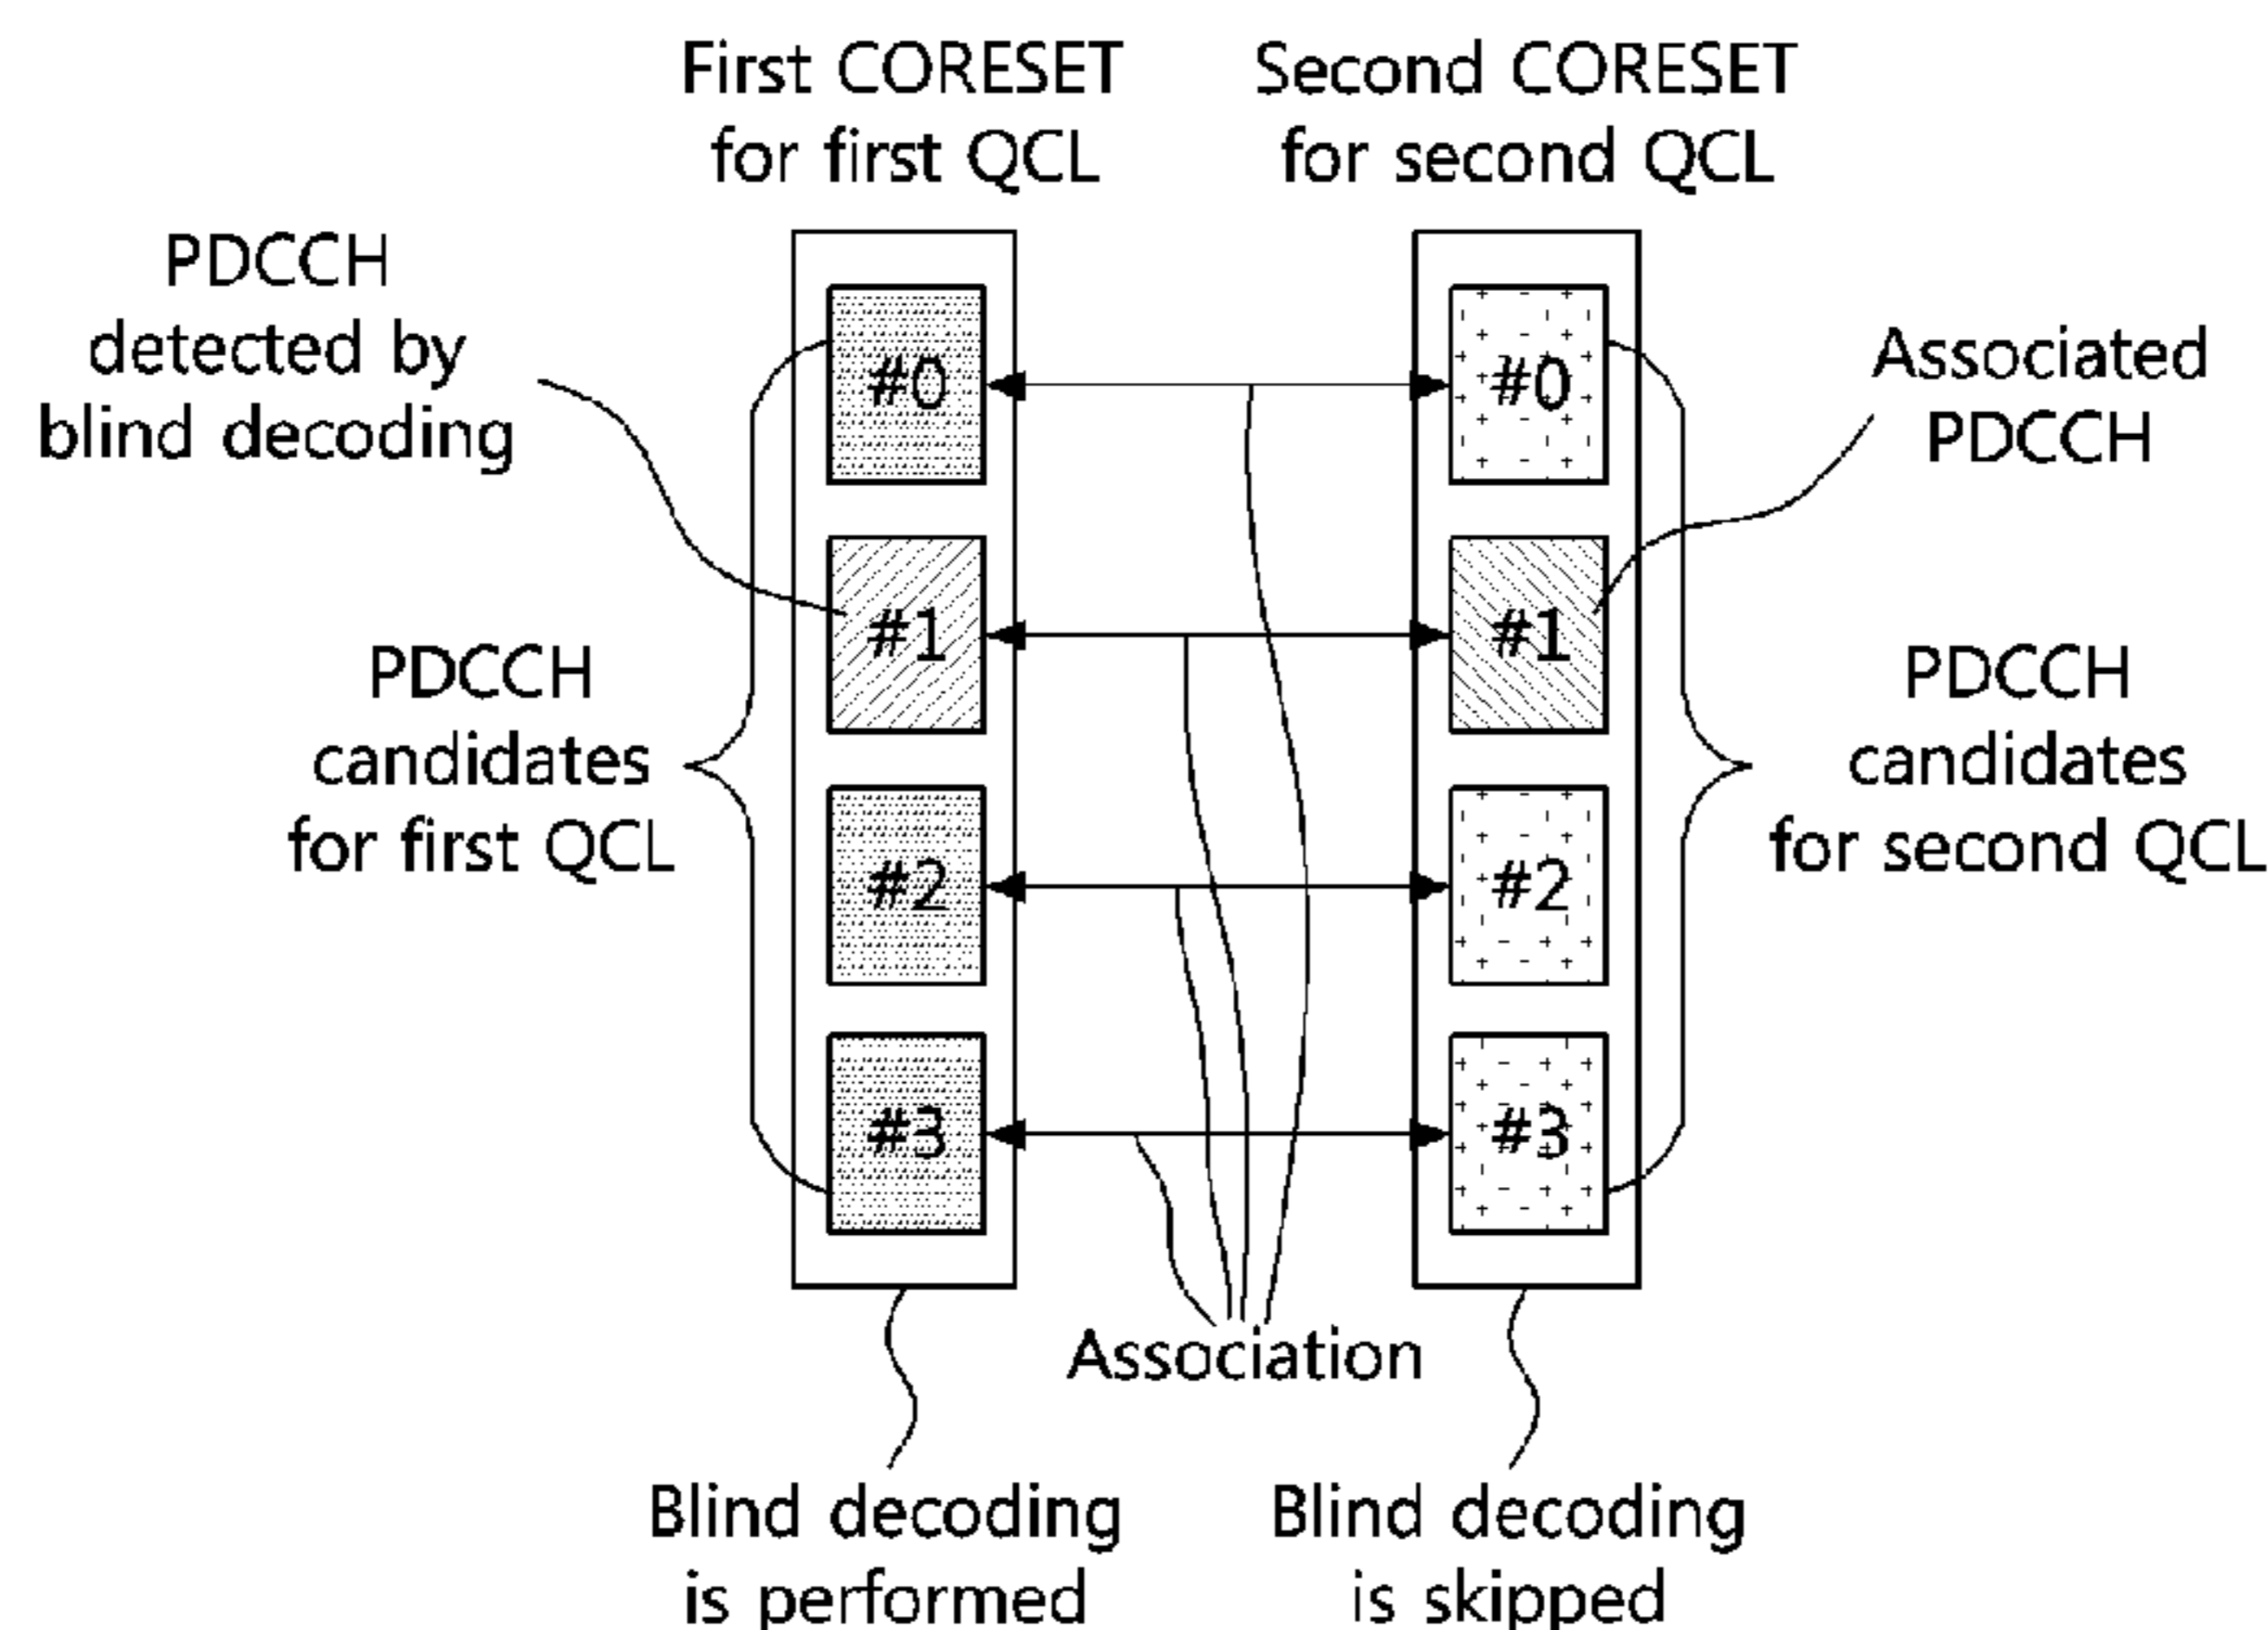 First CORESET
for first QCL
Second CORESET
for second QCL
PDCCH
detected by
blind decoding
Associated
PDCCH
PDCCH
candidates
for first QCL
#0
#1
#2
#3
#0
#1
#2
#3
PDCCH
candidates
for second QCL
Association
Blind decoding
is performed
Blind decoding
is skipped